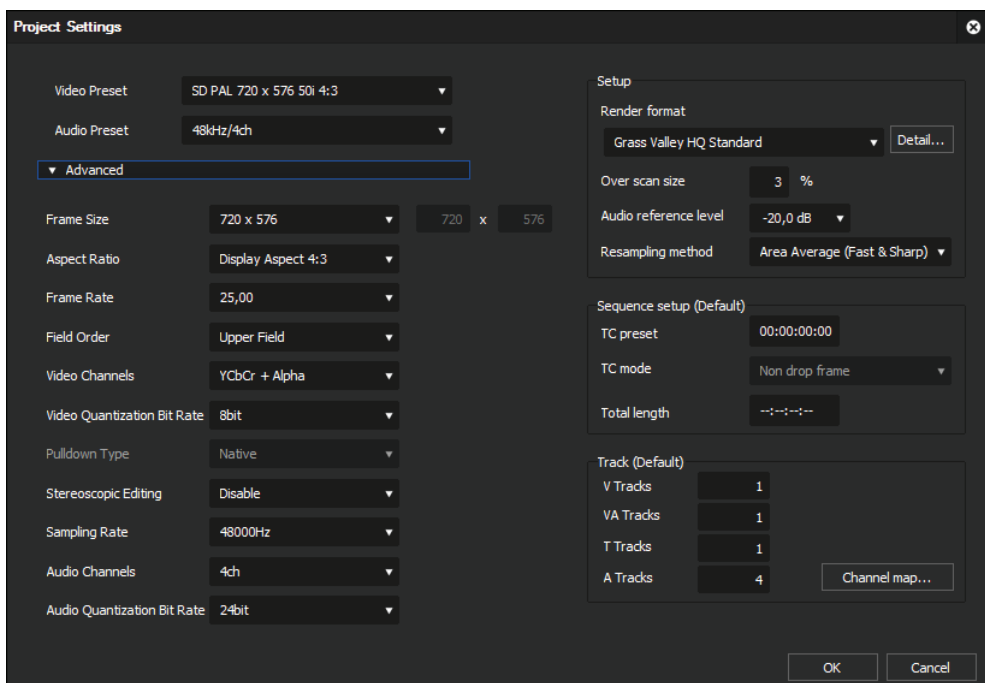 Project Settings
Video Preset SD PAL 720 x 576 50i 4:3
Audio Preset 48kHz/4ch
Advanced
Frame Size 720 x 576 720 x 576
Aspect Ratio Display Aspect 4:3
Frame Rate 25,00
Field Order Upper Field
Video Channels YCbCr + Alpha
Video Quantization Bit Rate 8bit
Pulldown Type Native
Stereoscopic Editing Disable
Sampling Rate 48000Hz
Audio Channels 4ch
Audio Quantization Bit Rate 24bit
Setup
Render format
Grass Valley HQ Standard Detail...
Over scan size 3 %
Audio reference level -20,0 dB
Resampling method Area Average (Fast & Sharp)
Sequence setup (Default)
TC preset 00:00:00:00
TC mode Non drop frame
Total length --:--:--:--
Track (Default)
V Tracks 1
VA Tracks 1
T Tracks 1
A Tracks 4 Channel map...
OK Cancel